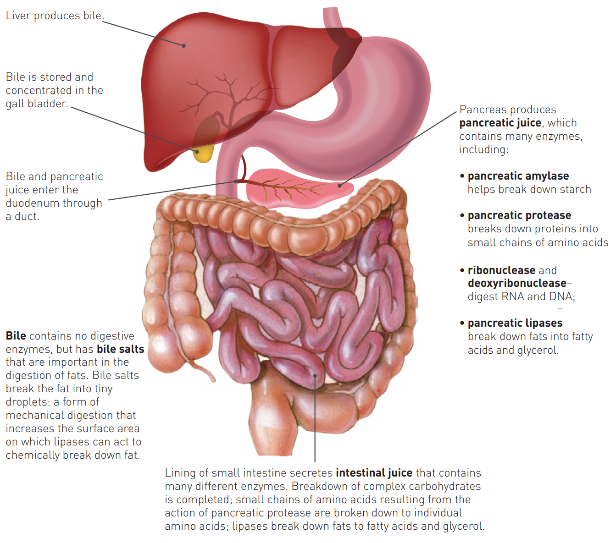 Liver produces bile.
Bile is stored and
concentrated in the
gall bladder.
Bile and pancreatic
juice enter the
duodenum through
a duct.
Bile contains no digestive
enzymes, but has bile salts
that are important in the
digestion of fats. Bile salts
break the fat into tiny
droplets: a form of
mechanical digestion that
increases the surface area
on which lipases can act to
chemically break down fat.
Pancreas produces
pancreatic juice, which
contains many enzymes,
including:
• pancreatic amylase
helps break down starch
• pancreatic protease
breaks down proteins into
small chains of amino acids
• ribonuclease and
deoxyribonuclease–
digest RNA and DNA;
• pancreatic lipases
break down fats into fatty
acids and glycerol.
Lining of small intestine secretes intestinal juice that contains
many different enzymes. Breakdown of complex carbohydrates
is completed; small chains of amino acids resulting from the
action of pancreatic protease are broken down to individual
amino acids; lipases break down fats to fatty acids and glycerol.